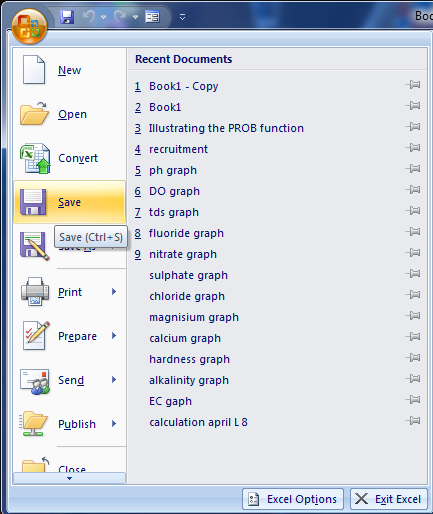 Boo
New
Open
Convert
Save
Save (Ctrl+S)
Save As
Print
Prepare
Send
Publish
Close
Recent Documents
1 Book1 - Copy
2 Book1
3 Illustrating the PROB function
4 recruitment
5 ph graph
6 DO graph
7 tds graph
8 fluoride graph
9 nitrate graph
sulphate graph
chloride graph
magnisium graph
calcium graph
hardness graph
alkalinity graph
EC gaph
calculation april L 8
Excel Options
Exit Excel